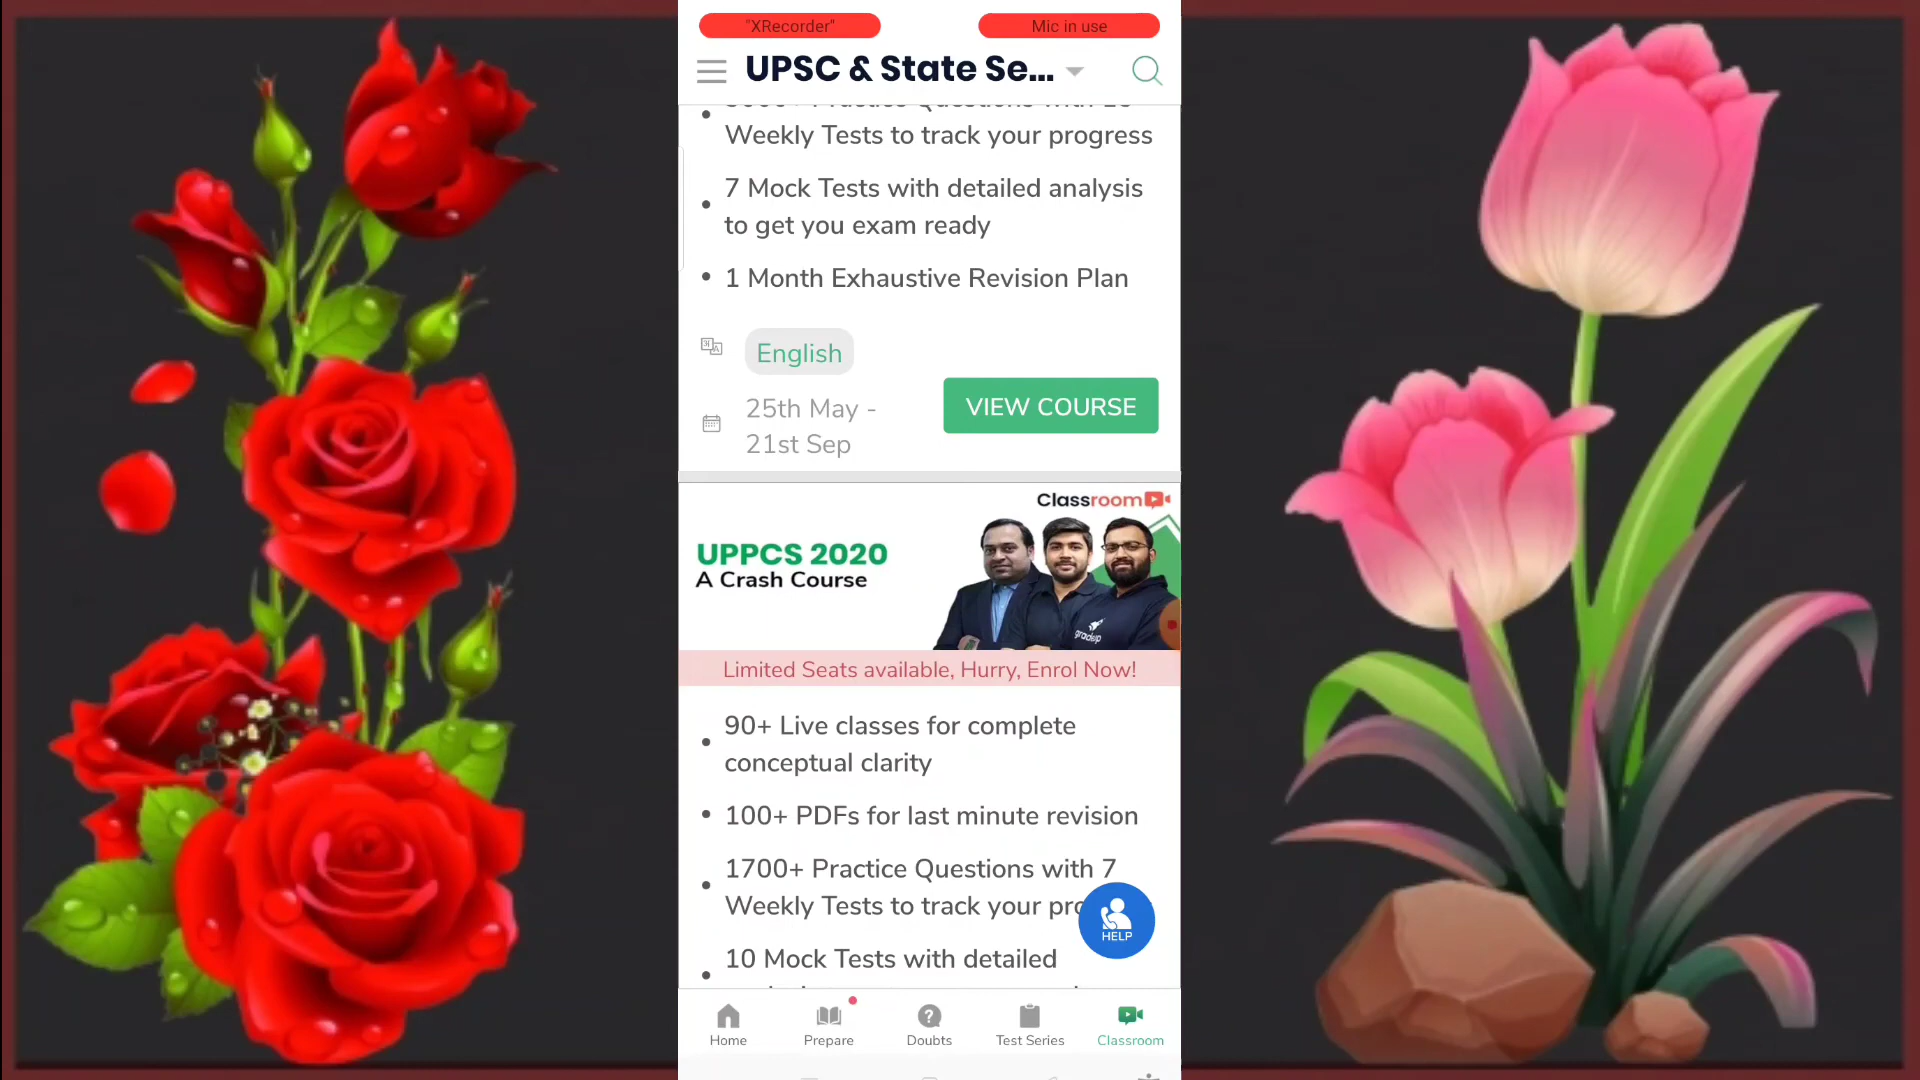 "XRecorder" Mic in use
UPSC & State Se...
Weekly Tests to track your progress
7 Mock Tests with detailed analysis
to get you exam ready
1 Month Exhaustive Revision Plan
English
25th May -
21st Sep
VIEW COURSE
Classroom
UPPCS 2020
A Crash Course
gradeup
Limited Seats available, Hurry, Enrol Now!
90+ Live classes for complete
conceptual clarity
100+ PDFs for last minute revision
1700+ Practice Questions with 7
Weekly Tests to track your
HELP
10 Mock Tests with detailed
Home Prepare Doubts Test Series Classroom